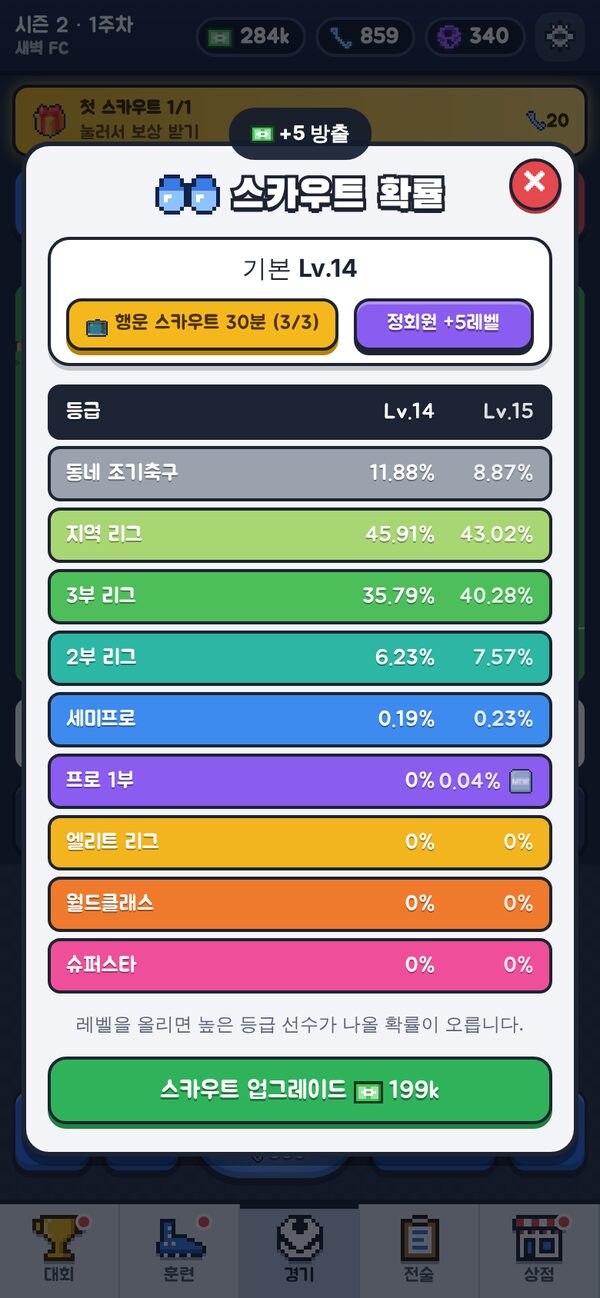 시즌 2 · 1주차
새벽 FC
284k
859
340
첫 스카우트 1/1
눌러서 보상 받기
20
+5 방출
스카우트 확률
기본 Lv.14
행운 스카우트 30분 (3/3)
정회원 +5레벨
등급 Lv.14 Lv.15
동네 조기축구 11.88% 8.87%
지역 리그 45.91% 43.02%
3부 리그 35.79% 40.28%
2부 리그 6.23% 7.57%
세미프로 0.19% 0.23%
프로 1부 0% 0.04%
엘리트 리그 0% 0%
월드클래스 0% 0%
슈퍼스타 0% 0%
레벨을 올리면 높은 등급 선수가 나올 확률이 오릅니다.
스카우트 업그레이드 199k
대회 훈련 경기 전술 상점